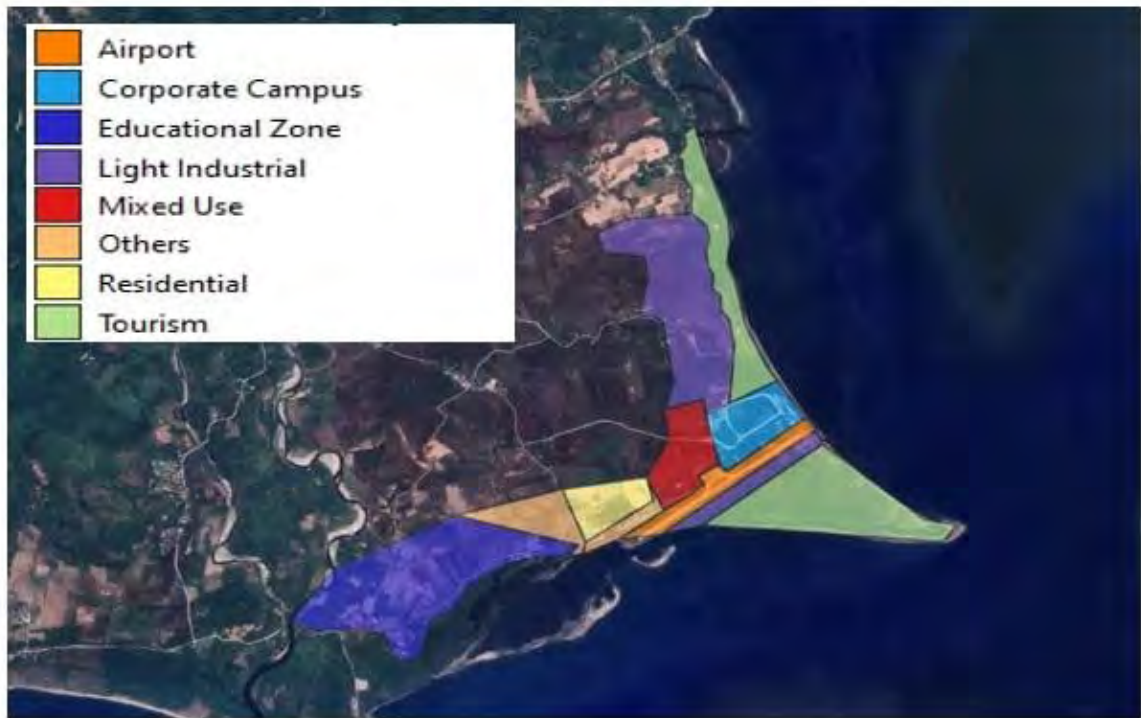 Airport
Corporate Campus
Educational Zone
Light Industrial
Mixed Use
Others
Residential
Tourism